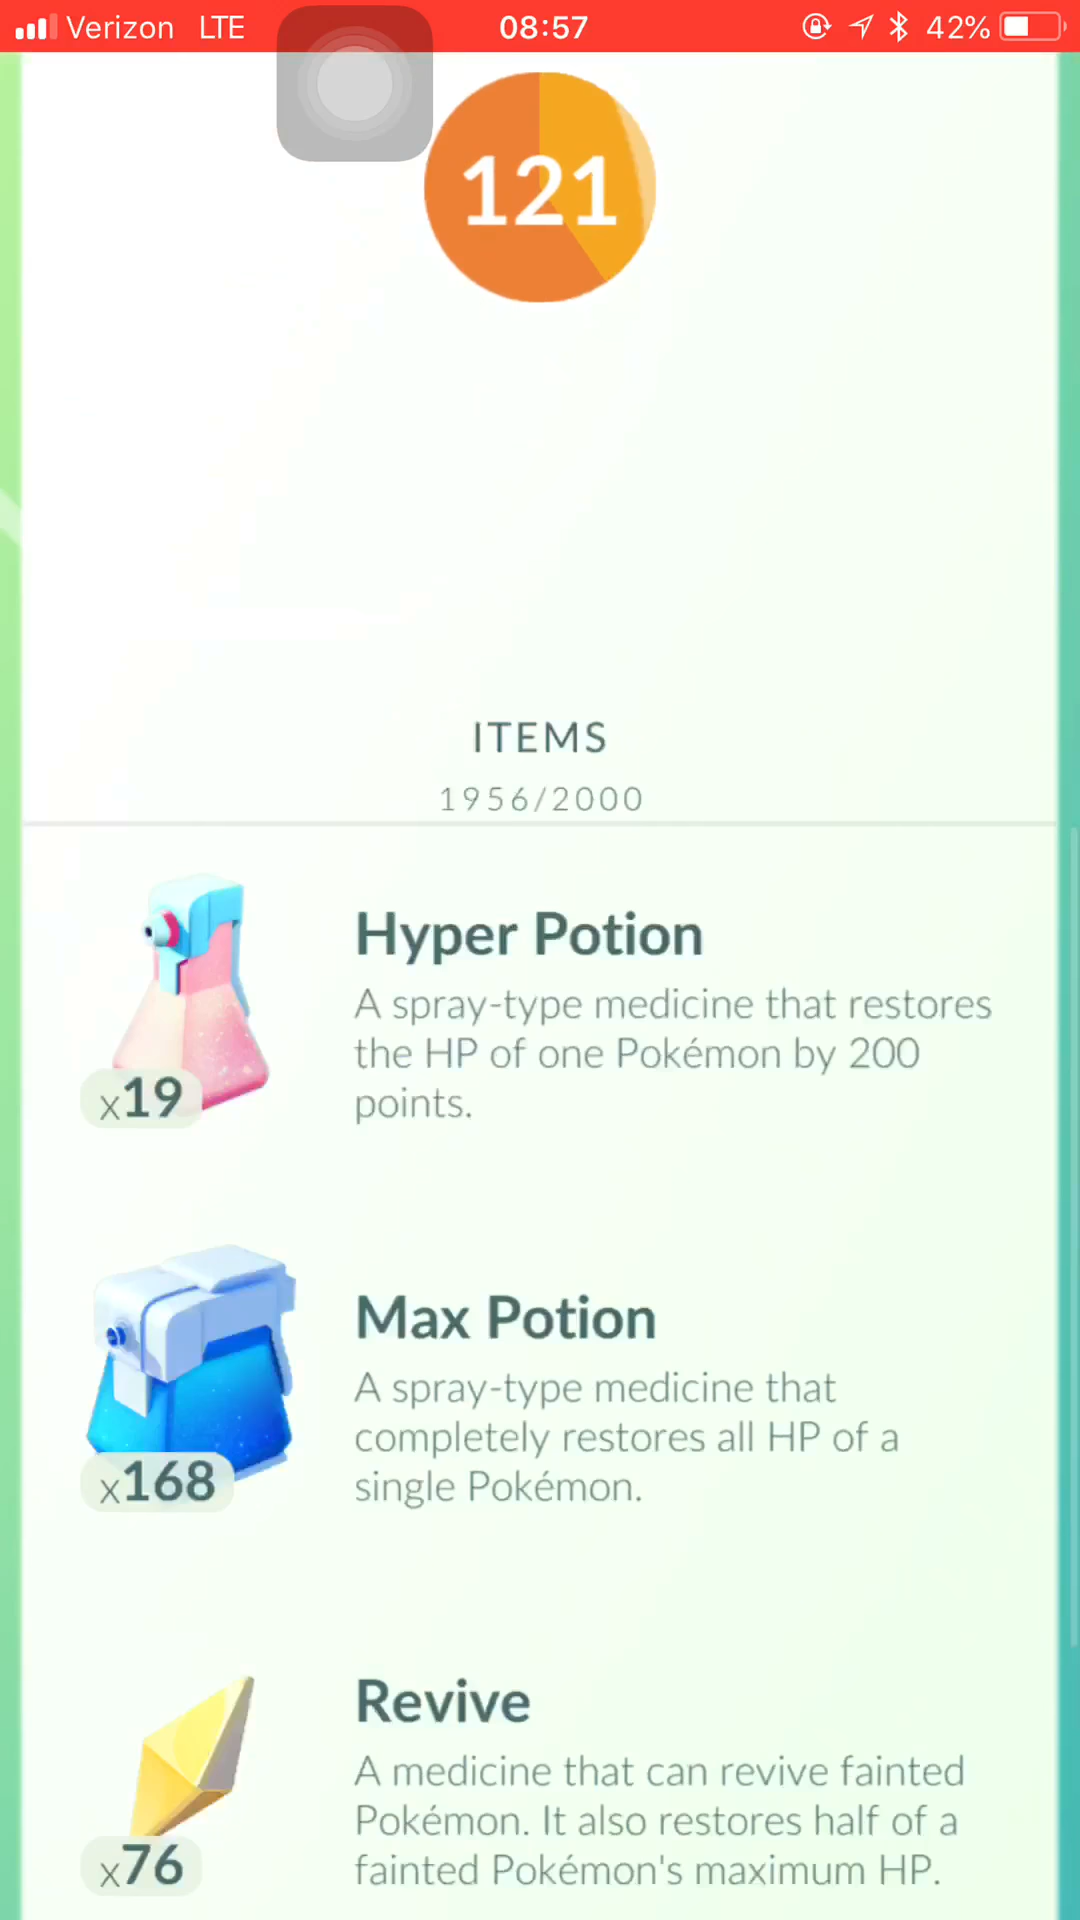 Verizon LTE 08:57 42%
121
ITEMS
1956/2000
Hyper Potion
A spray-type medicine that restores
the HP of one Pokémon by 200
points.
x19
Max Potion
A spray-type medicine that
completely restores all HP of a
single Pokémon.
x168
Revive
A medicine that can revive fainted
Pokémon. It also restores half of a
fainted Pokémon's maximum HP.
x76